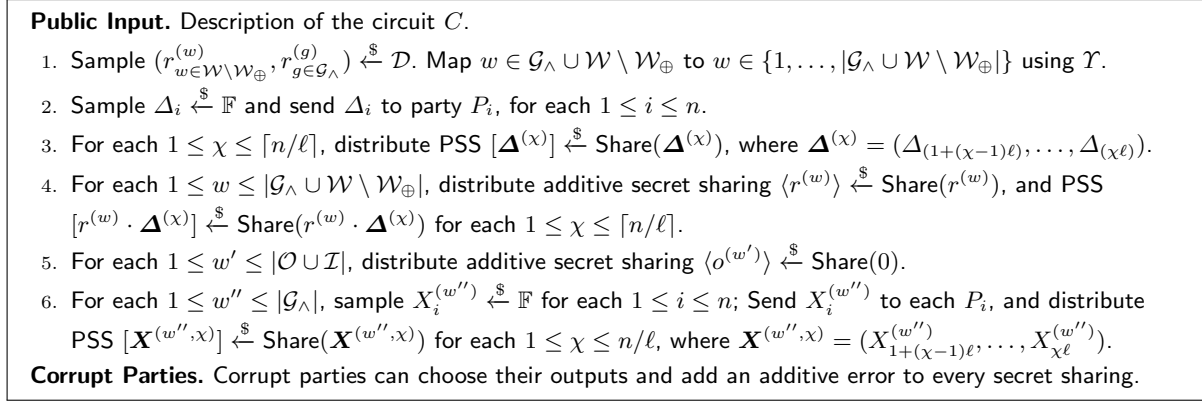 Public Input. Description of the circuit C.
1. Sample (r^{(w)}_{w∈𝒲\𝒲_⊕}, r^{(g)}_{g∈𝒢_∧}) ←$ 𝒟. Map w ∈ 𝒢_∧ ∪ 𝒲 \ 𝒲_⊕ to w ∈ {1, . . . , |𝒢_∧ ∪ 𝒲 \ 𝒲_⊕|} using ϒ.
2. Sample Δ_i ←$ 𝔽 and send Δ_i to party P_i, for each 1 ≤ i ≤ n.
3. For each 1 ≤ χ ≤ ⌈n/ℓ⌉, distribute PSS [𝜟^{(χ)}] ←$ Share(𝜟^{(χ)}), where 𝜟^{(χ)} = (Δ_{(1+(χ−1)ℓ)}, . . . , Δ_{(χℓ)}).
4. For each 1 ≤ w ≤ |𝒢_∧ ∪ 𝒲 \ 𝒲_⊕|, distribute additive secret sharing ⟨r^{(w)}⟩ ←$ Share(r^{(w)}), and PSS
[r^{(w)} · 𝜟^{(χ)}] ←$ Share(r^{(w)} · 𝜟^{(χ)}) for each 1 ≤ χ ≤ ⌈n/ℓ⌉.
5. For each 1 ≤ w′ ≤ |𝒪 ∪ ℐ|, distribute additive secret sharing ⟨o^{(w′)}⟩ ←$ Share(0).
6. For each 1 ≤ w′′ ≤ |𝒢_∧|, sample X_i^{(w′′)} ←$ 𝔽 for each 1 ≤ i ≤ n; Send X_i^{(w′′)} to each P_i, and distribute
PSS [𝑿^{(w′′,χ)}] ←$ Share(𝑿^{(w′′,χ)}) for each 1 ≤ χ ≤ n/ℓ, where 𝑿^{(w′′,χ)} = (X^{(w′′)}_{1+(χ−1)ℓ}, . . . , X^{(w′′)}_{χℓ}).
Corrupt Parties. Corrupt parties can choose their outputs and add an additive error to every secret sharing.